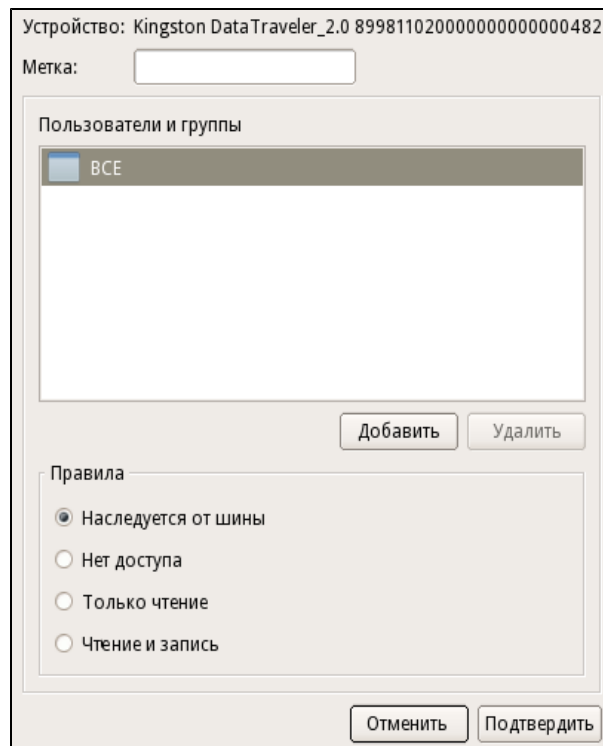 Устройство: Kingston DataTraveler_2.0 899811020000000000000482
Метка:
Пользователи и группы
ВСЕ
Добавить Удалить
Правила
Наследуется от шины
Нет доступа
Только чтение
Чтение и запись
Отменить Подтвердить